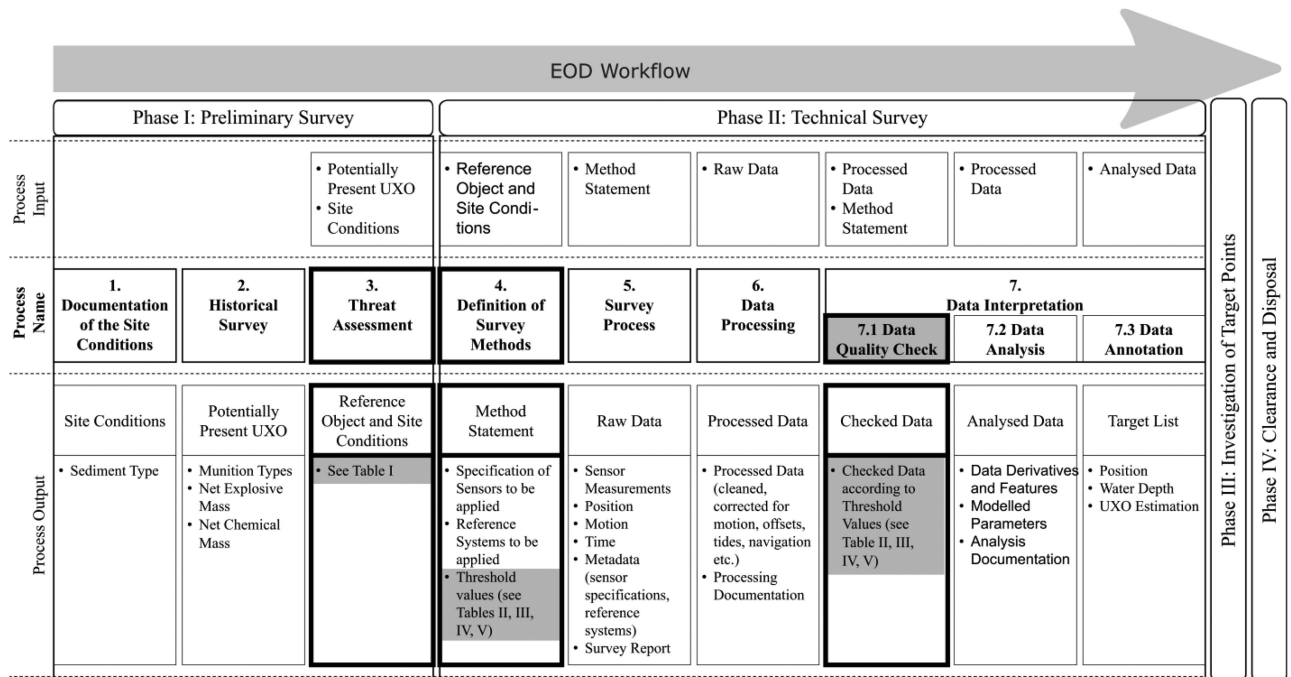 EOD Workflow
Phase I: Preliminary Survey
Phase II: Technical Survey
Process
Input
• Potentially
Present UXO
• Site
Conditions
• Reference
Object and
Site Condi-
tions
• Method
Statement
• Raw Data
• Processed
Data
• Method
Statement
• Processed
Data
• Analysed Data
Process
Name
1.
Documentation
of the Site
Conditions
2.
Historical
Survey
3.
Threat
Assessment
4.
Definition of
Survey
Methods
5.
Survey
Process
6.
Data
Processing
7.
Data Interpretation
7.1 Data
Quality Check
7.2 Data
Analysis
7.3 Data
Annotation
Process Output
Site Conditions
• Sediment Type
Potentially
Present UXO
• Munition Types
• Net Explosive
Mass
• Net Chemical
Mass
Reference
Object and Site
Conditions
• See Table I
Method
Statement
• Specification of
Sensors to be
applied
• Reference
Systems to be
applied
• Threshold
values (see
Tables II, III,
IV, V)
Raw Data
• Sensor
Measurements
• Position
• Motion
• Time
• Metadata
(sensor
specifications,
reference
systems)
• Survey Report
Processed Data
• Processed Data
(cleaned,
corrected for
motion, offsets,
tides, navigation
etc.)
• Processing
Documentation
Checked Data
• Checked Data
according to
Threshold
Values (see
Table II, III,
IV, V)
Analysed Data
• Data Derivatives
and Features
• Modelled
Parameters
• Analysis
Documentation
Target List
• Position
• Water Depth
• UXO Estimation
Phase III: Investigation of Target Points
Phase IV: Clearance and Disposal